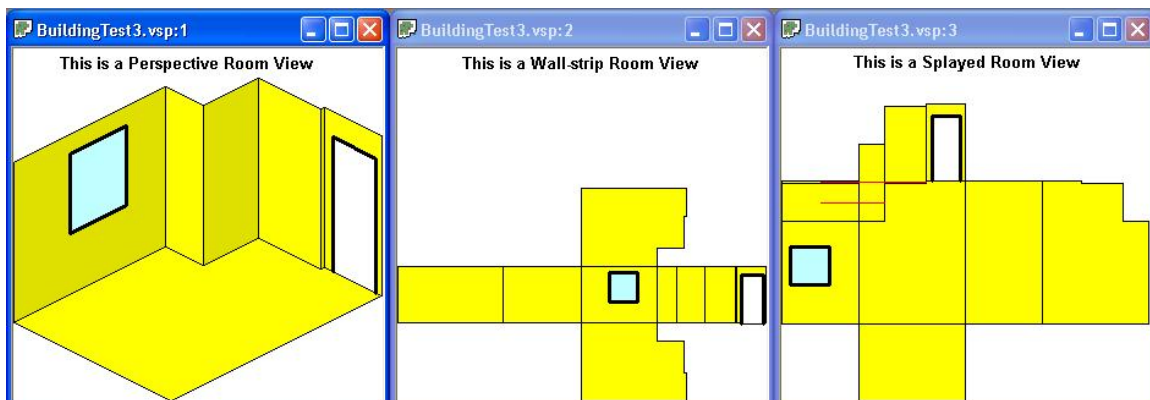 BuildingTest3.vsp:1
This is a Perspective Room View
BuildingTest3.vsp:2
This is a Wall-strip Room View
BuildingTest3.vsp:3
This is a Splayed Room View